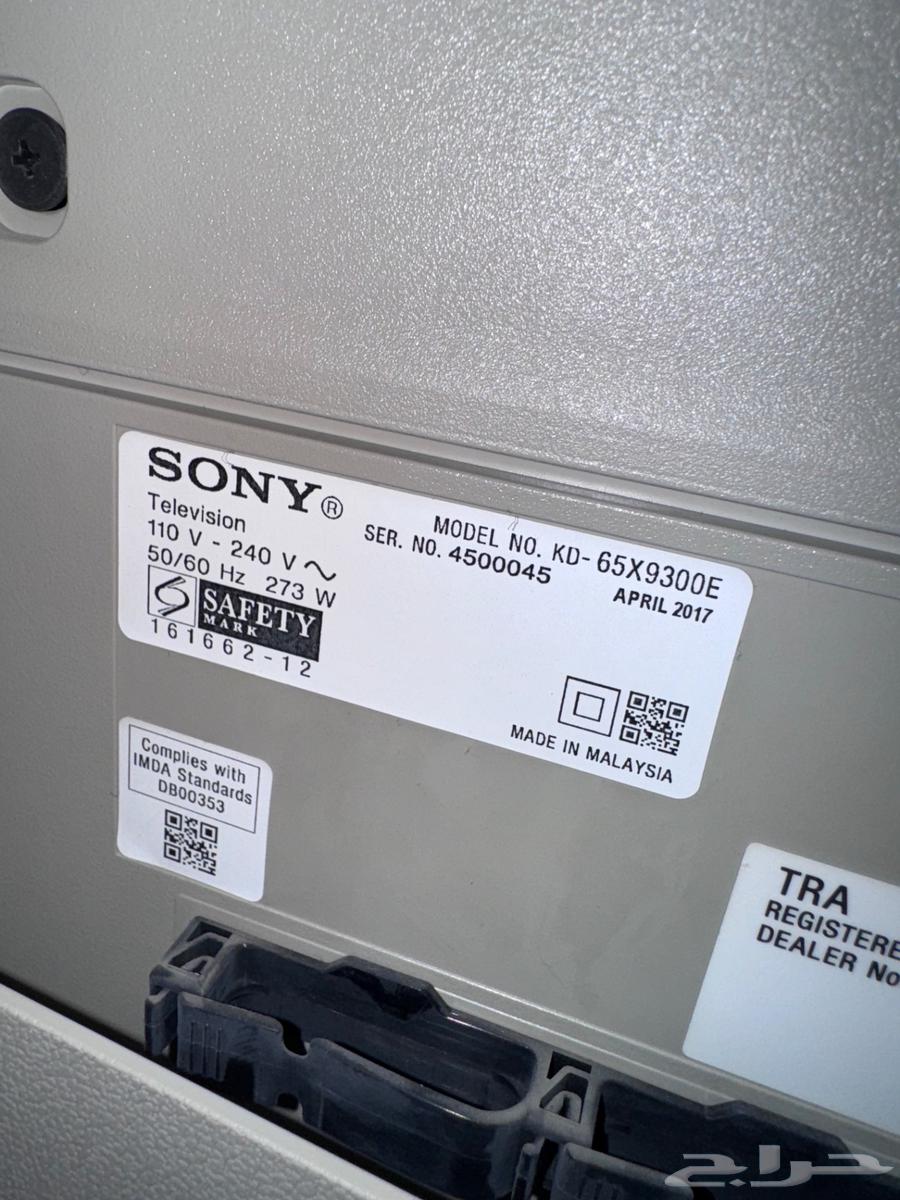 SONY®
Television
110 V - 240 V ~
50/60 Hz 273 W
SAFETY
MARK
161662-12
MODEL NO. KD-65X9300E
SER. NO. 4500045
APRIL 2017
MADE IN MALAYSIA
Complies with
IMDA Standards
DB00353
TRA
REGISTERE
DEALER No
حراج